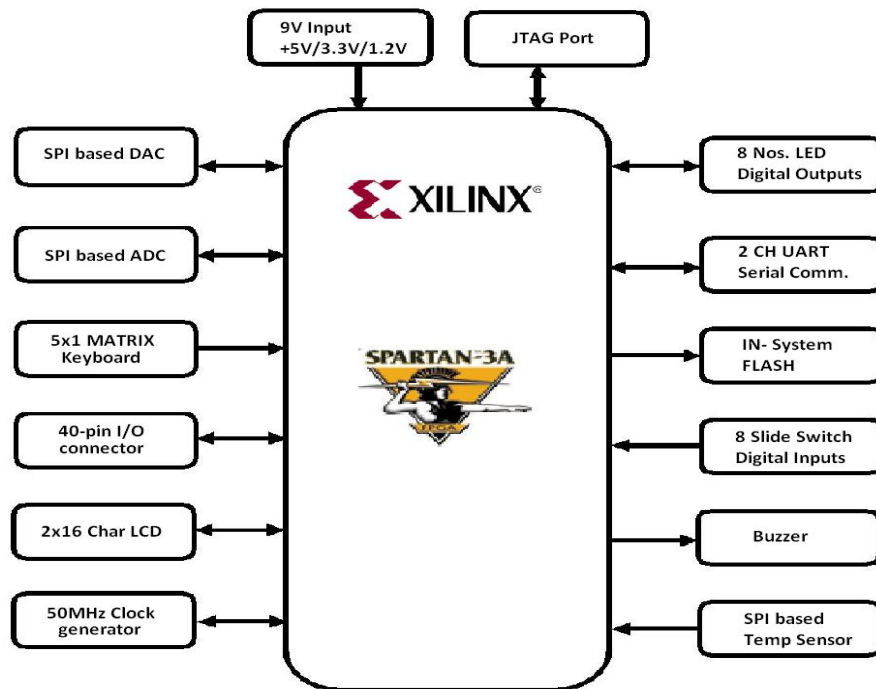 9V Input
+5V/3.3V/1.2V
JTAG Port
SPI based DAC
SPI based ADC
5x1 MATRIX
Keyboard
40-pin I/O
connector
2x16 Char LCD
50MHz Clock
generator
XILINX®
SPARTAN-3A
FPGA
8 Nos. LED
Digital Outputs
2 CH UART
Serial Comm.
IN- System
FLASH
8 Slide Switch
Digital Inputs
Buzzer
SPI based
Temp Sensor